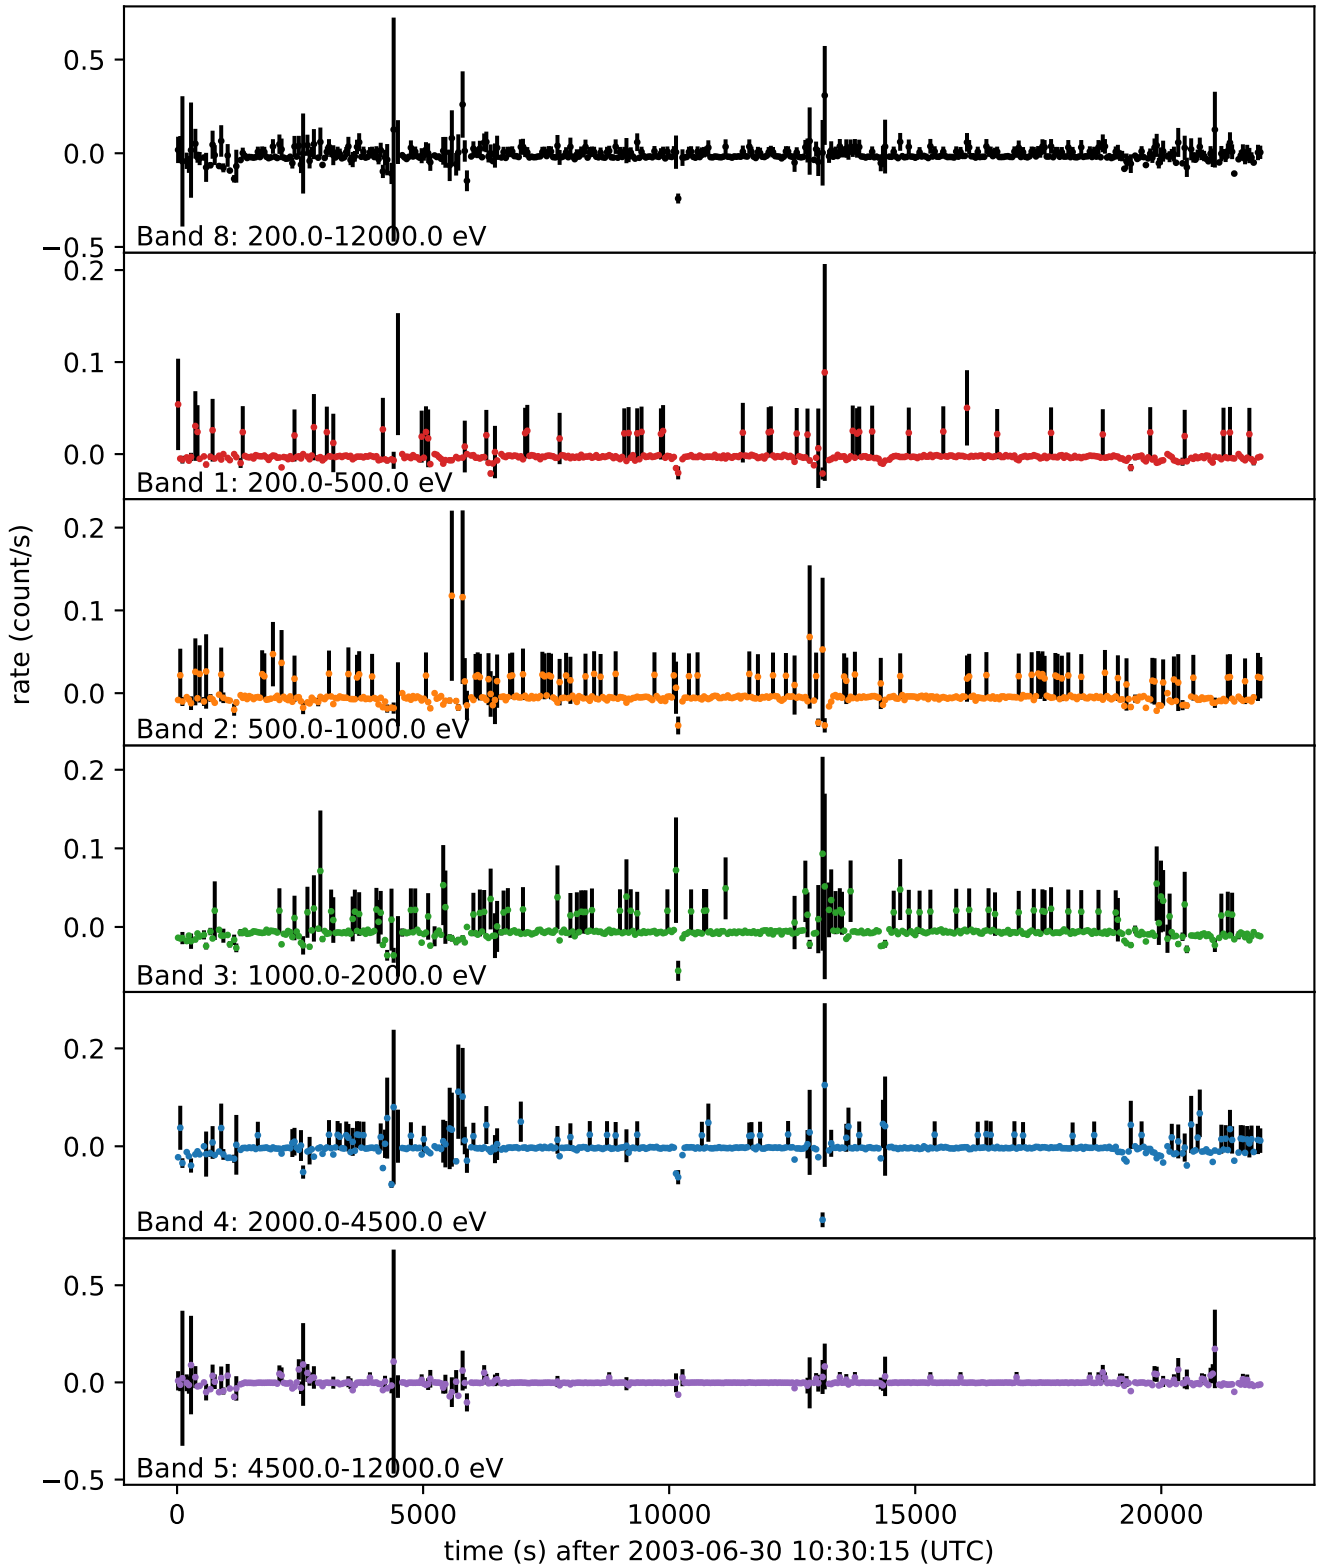 0.5
0.0
−0.5
Band 8: 200.0-12000.0 eV
0.2
0.1
0.0
Band 1: 200.0-500.0 eV
0.2
0.1
0.0
Band 2: 500.0-1000.0 eV
rate (count/s)
0.2
0.1
0.0
Band 3: 1000.0-2000.0 eV
0.2
0.0
Band 4: 2000.0-4500.0 eV
0.5
0.0
−0.5
Band 5: 4500.0-12000.0 eV
0 5000 10000 15000 20000
time (s) after 2003-06-30 10:30:15 (UTC)